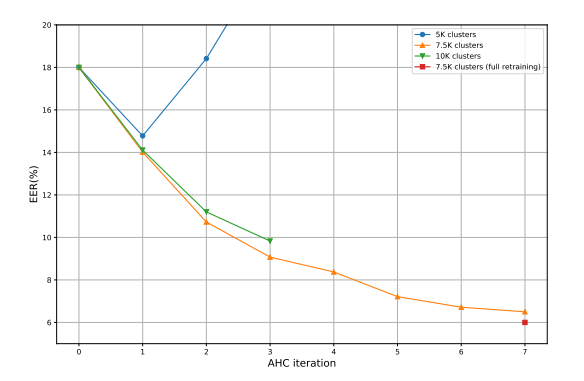 20
18
16
14
12
10
8
6
EER(%)
0 1 2 3 4 5 6 7
AHC iteration
5K clusters
7.5K clusters
10K clusters
7.5K clusters (full retraining)